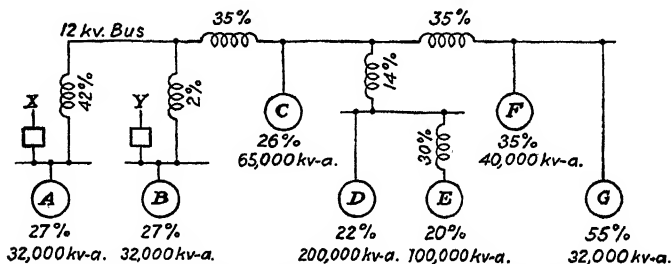 35%
35%
12 kv. Bus
42%
2%
14%
X
Y
C
F
26%
65,000 kv-a.
30%
35%
40,000 kv-a.
A
B
D
E
G
27%
32,000 kv-a.
27%
32,000 kv-a.
22%
200,000 kv-a.
20%
100,000 kv-a.
55%
32,000 kv-a.